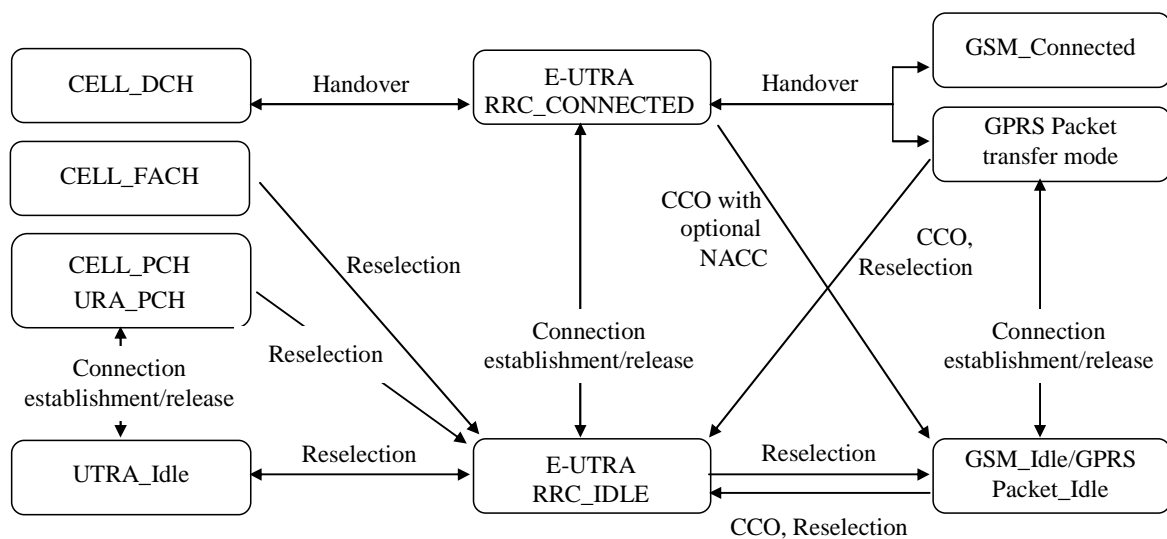 GSM_Connected
CELL_DCH
Handover
E-UTRA
RRC_CONNECTED
Handover
GPRS Packet
transfer mode
CELL_FACH
CCO with
optional
NACC
CCO,
Reselection
CELL_PCH
URA_PCH
Reselection
Reselection
Connection
establishment/release
Connection
establishment/release
Connection
establishment/release
UTRA_Idle
Reselection
E-UTRA
RRC_IDLE
Reselection
GSM_Idle/GPRS
Packet_Idle
CCO, Reselection